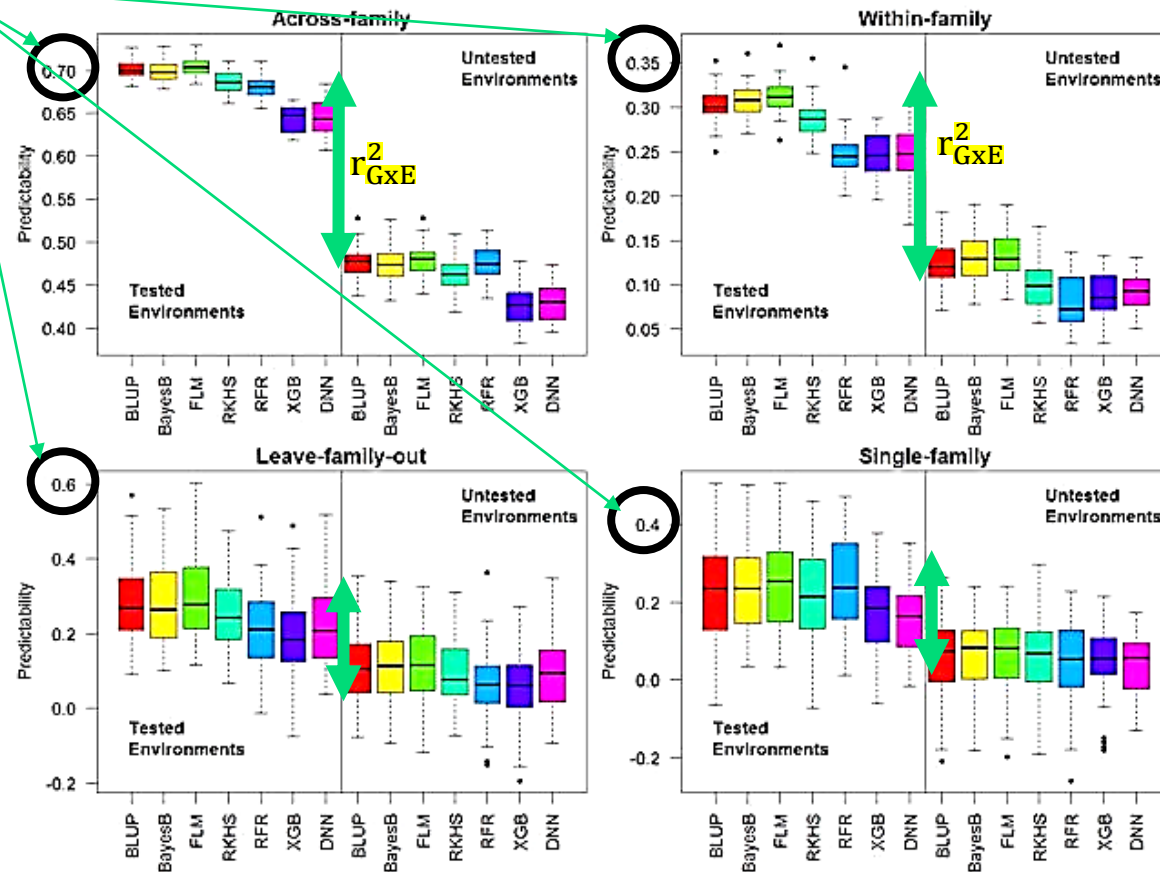 Across-family
Predictability
0.70
0.65
0.60
0.55
0.50
0.45
0.40
Untested
Environments
r²GxE
Tested
Environments
BLUP BayesB FLM RKHS RFR XGB DNN BLUP BayesB FLM RKHS RFR XGB DNN
Within-family
Predictability
0.35
0.30
0.25
0.20
0.15
0.10
0.05
Untested
Environments
r²GxE
Tested
Environments
BLUP BayesB FLM RKHS RFR XGB DNN BLUP BayesB FLM RKHS RFR XGB DNN
Leave-family-out
Predictability
0.6
0.4
0.2
0.0
-0.2
Untested
Environments
Tested
Environments
BLUP BayesB FLM RKHS RFR XGB DNN BLUP BayesB FLM RKHS RFR XGB DNN
Single-family
Predictability
0.4
0.2
0.0
-0.2
Untested
Environments
Tested
Environments
BLUP BayesB FLM RKHS RFR XGB DNN BLUP BayesB FLM RKHS RFR XGB DNN